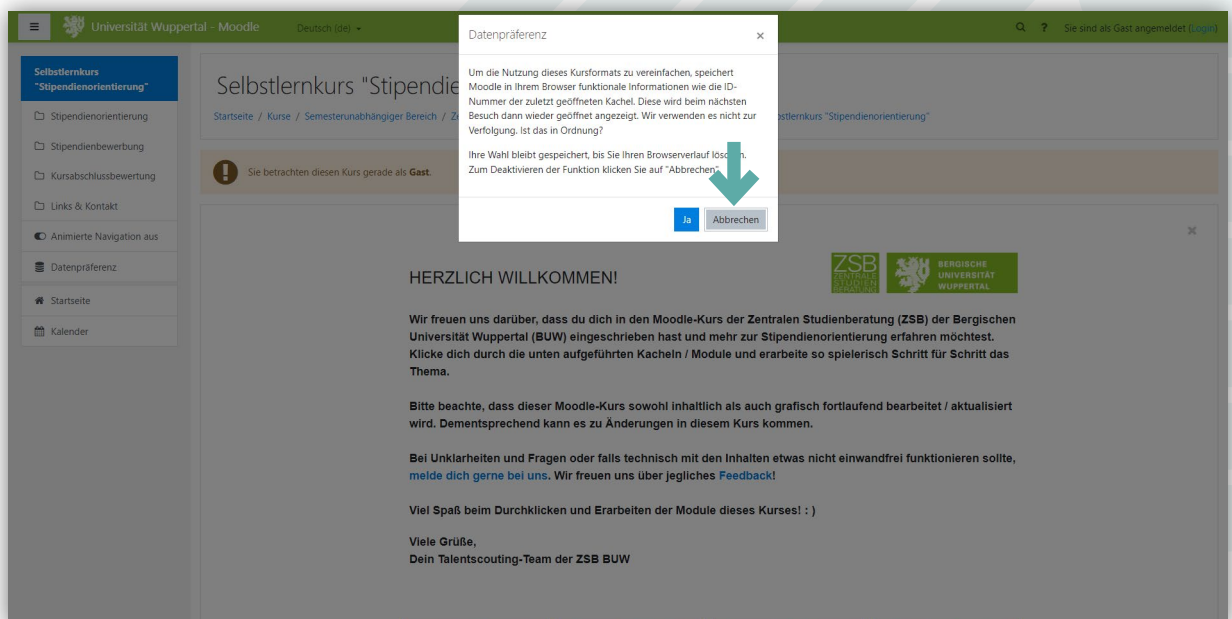 Universität Wuppertal - Moodle
Deutsch (de)
? Sie sind als Gast angemeldet (Login)
Datenpräferenz ×
Um die Nutzung dieses Kursformats zu vereinfachen, speichert
Moodle in Ihrem Browser funktionale Informationen wie die ID-
Nummer der zuletzt geöffneten Kachel. Diese wird beim nächsten
Besuch dann wieder geöffnet angezeigt. Wir verwenden es nicht zur
Verfolgung. Ist das in Ordnung?
Ihre Wahl bleibt gespeichert, bis Sie Ihren Browserverlauf
Zum Deaktivieren der Funktion klicken Sie auf "Abbrechen"
Ja Abbrechen
Selbstlernkurs
"Stipendienorientierung"
Stipendienorientierung
Stipendienbewerbung
Kursabschlussbewertung
Links & Kontakt
Animierte Navigation aus
Datenpräferenz
Startseite
Kalender
Selbstlernkurs
Startseite / Kurse / Semesterunabhängiger Bereich /
"Stipendienorientierung"
! Sie betrachten diesen Kurs gerade als Gast.
HERZLICH WILLKOMMEN!
ZSB
ZENTRALE
STUDIEN
BERATUNG
BERGISCHE
UNIVERSITÄT
WUPPERTAL
Wir freuen uns darüber, dass du dich in den Moodle-Kurs der Zentralen Studienberatung (ZSB) der Bergischen
Universität Wuppertal (BUW) eingeschrieben hast und mehr zur Stipendienorientierung erfahren möchtest.
Klicke dich durch die unten aufgeführten Kacheln / Module und erarbeite so spielerisch Schritt für Schritt das
Thema.
Bitte beachte, dass dieser Moodle-Kurs sowohl inhaltlich als auch grafisch fortlaufend bearbeitet / aktualisiert
wird. Dementsprechend kann es zu Änderungen in diesem Kurs kommen.
Bei Unklarheiten und Fragen oder falls technisch mit den Inhalten etwas nicht einwandfrei funktionieren sollte,
melde dich gerne bei uns. Wir freuen uns über jegliches Feedback!
Viel Spaß beim Durchklicken und Erarbeiten der Module dieses Kurses! : )
Viele Grüße,
Dein Talentscouting-Team der ZSB BUW